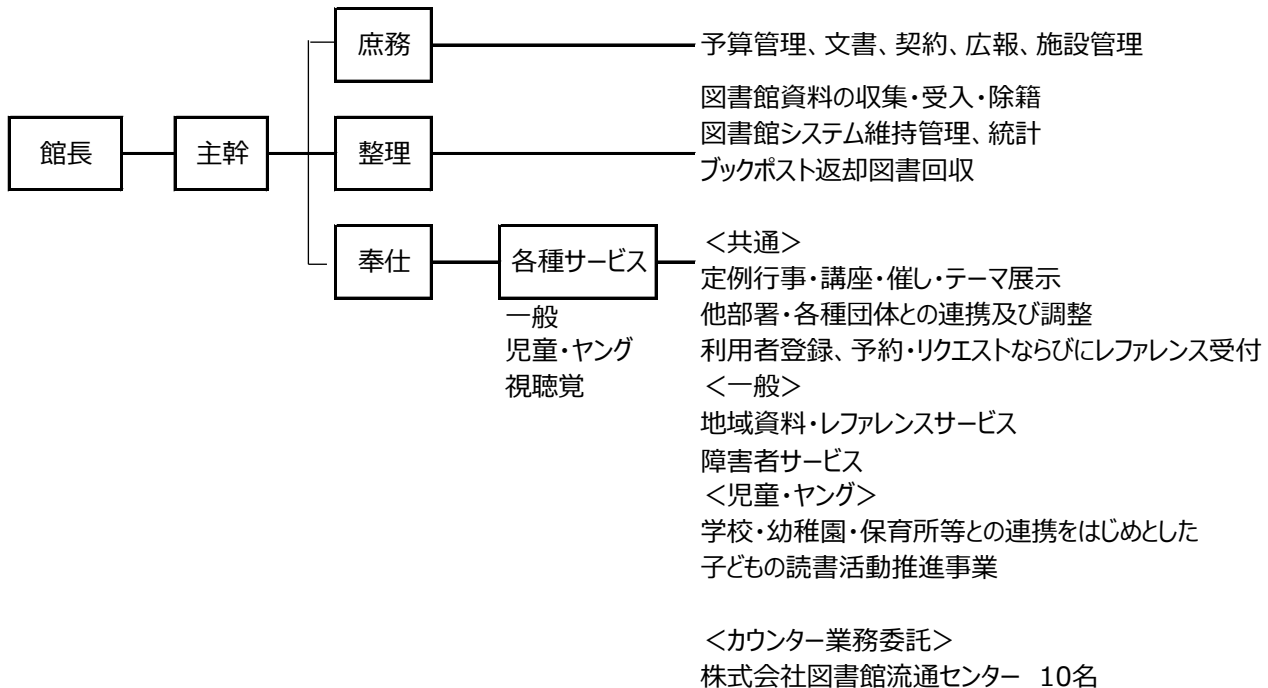 庶務
予算管理、文書、契約、広報、施設管理
館長
主幹
整理
図書館資料の収集・受入・除籍
図書館システム維持管理、統計
ブックポスト返却図書回収
奉仕
各種サービス
一般
児童・ヤング
視聴覚
＜共通＞
定例行事・講座・催し・テーマ展示
他部署・各種団体との連携及び調整
利用者登録、予約・リクエストならびにレファレンス受付
＜一般＞
地域資料・レファレンスサービス
障害者サービス
＜児童・ヤング＞
学校・幼稚園・保育所等との連携をはじめとした
子どもの読書活動推進事業
＜カウンター業務委託＞
株式会社図書館流通センター　10名